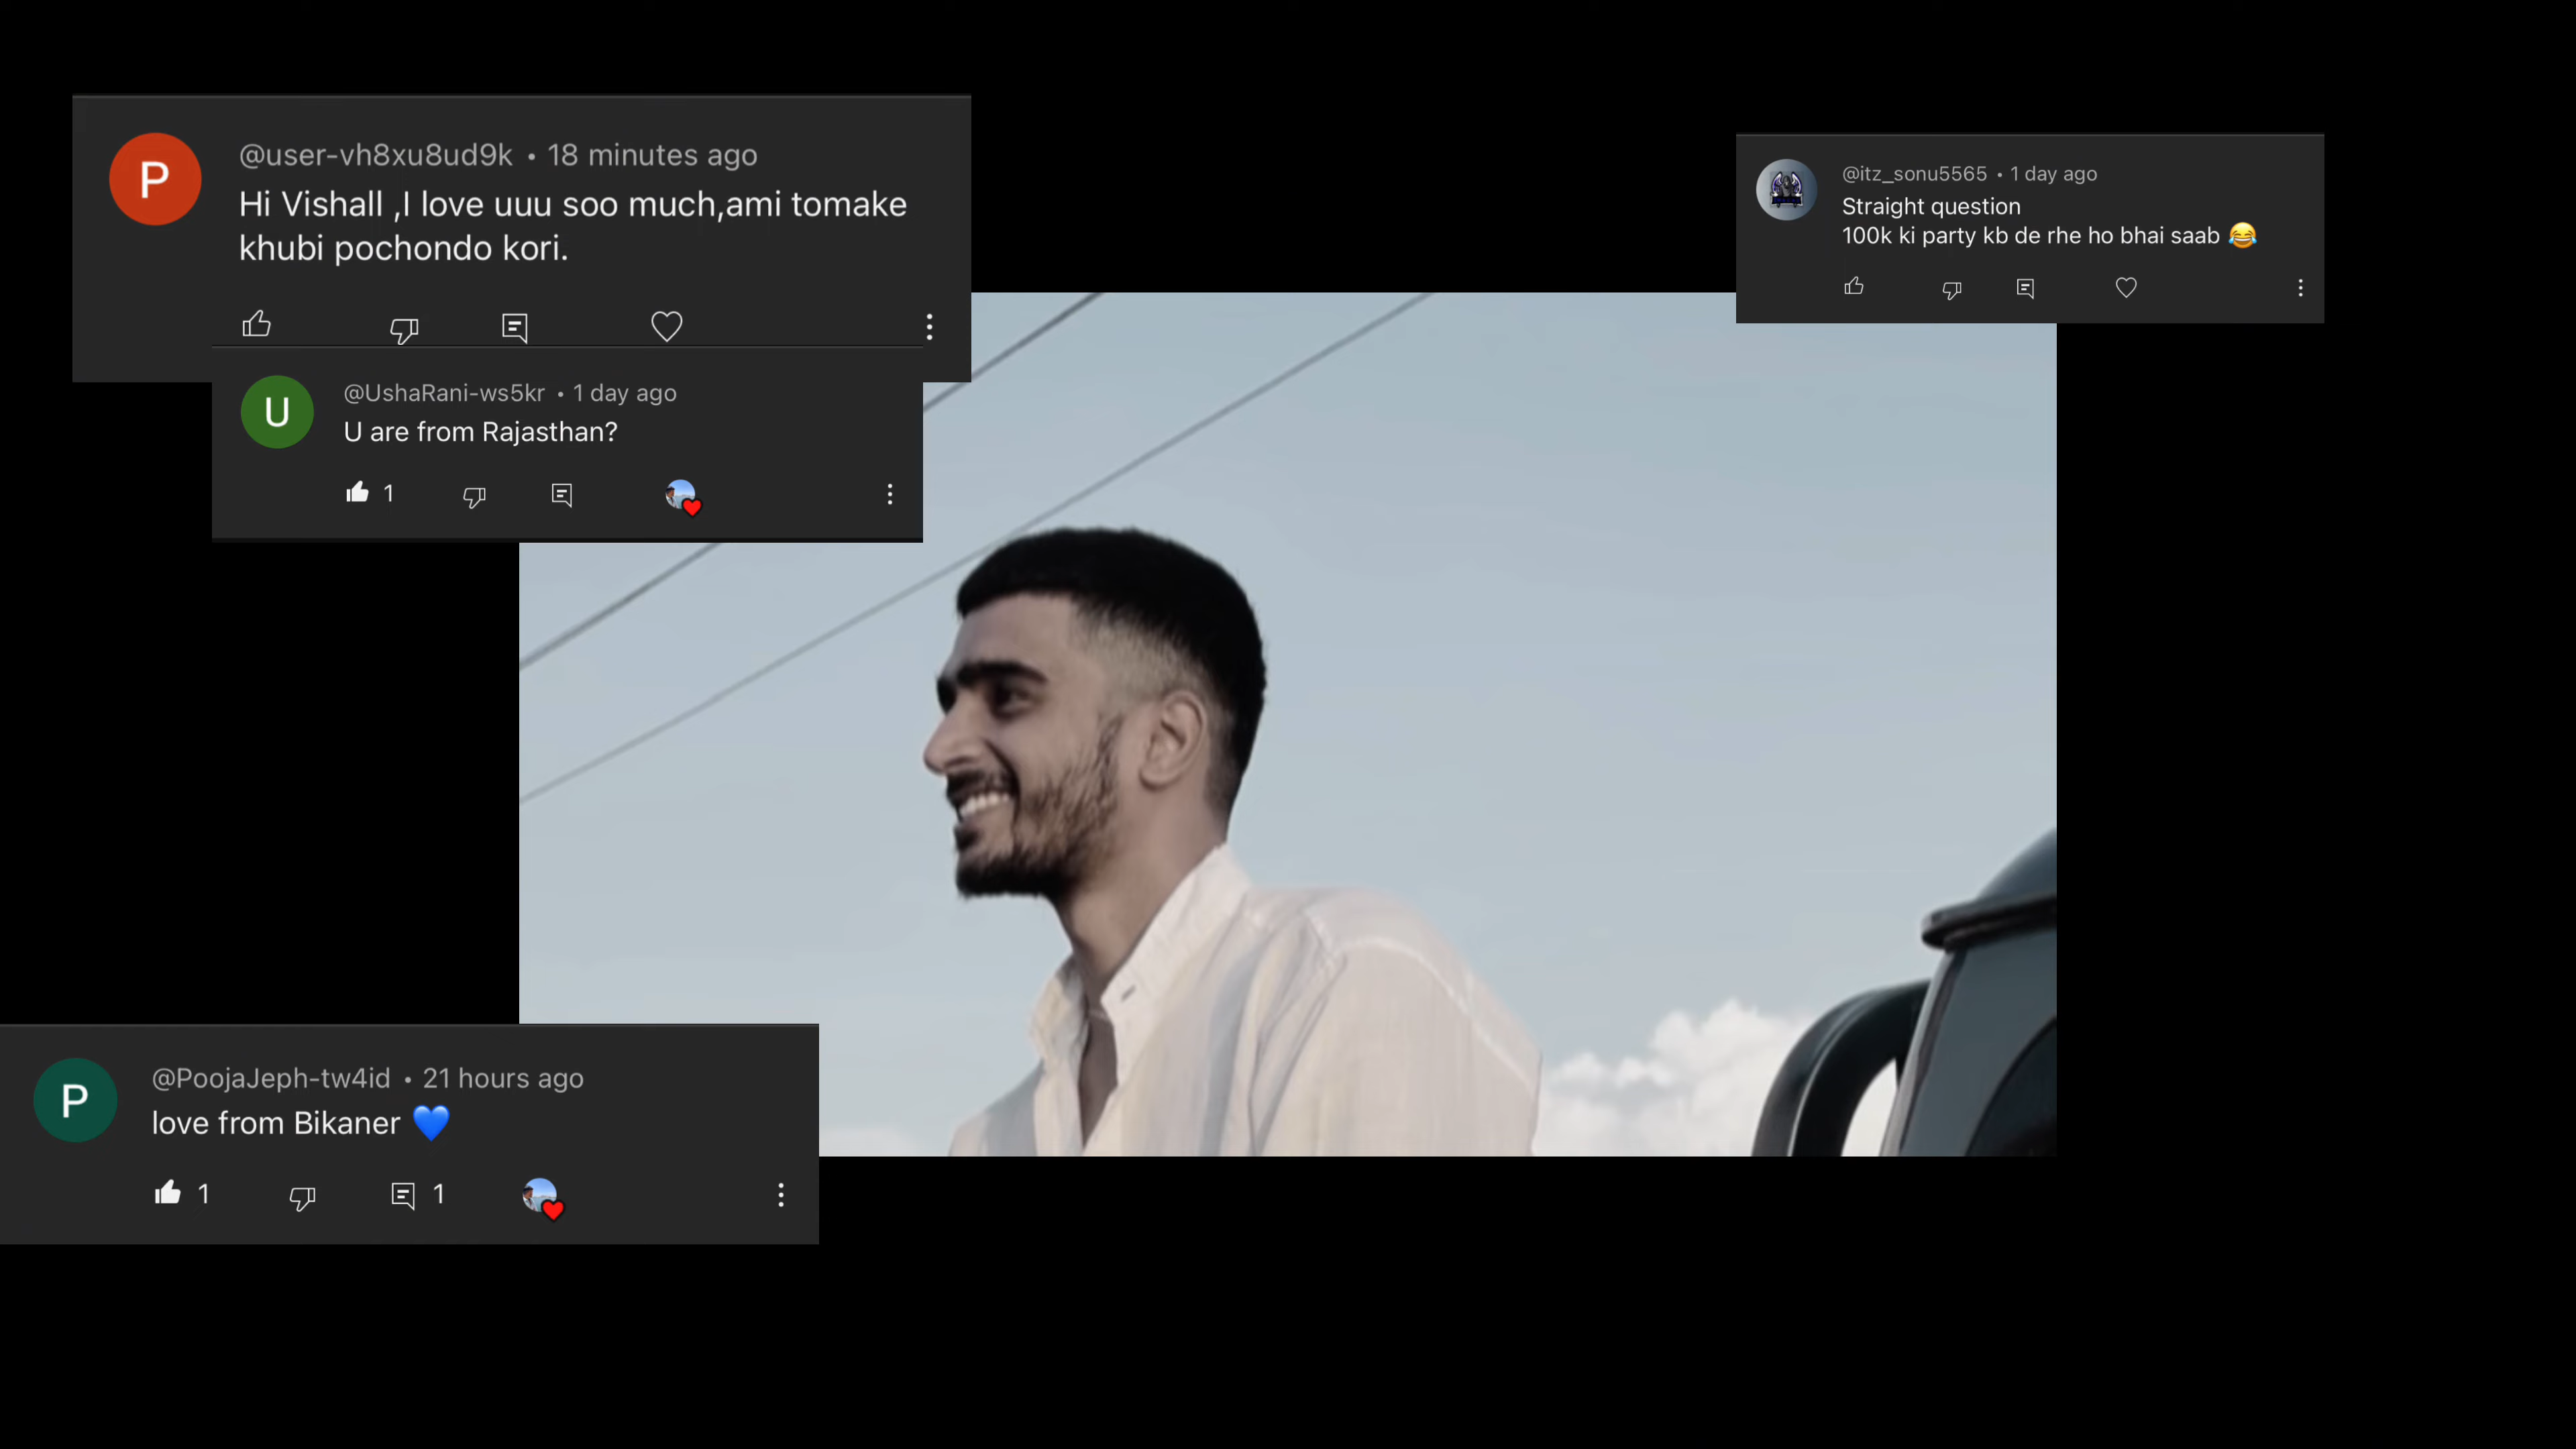 P
@user-vh8xu8ud9k • 18 minutes ago
Hi Vishall ,I love uuu soo much,ami tomake
khubi pochondo kori.
U
@UshaRani-ws5kr • 1 day ago
U are from Rajasthan?
1
@itz_sonu5565 • 1 day ago
Straight question
100k ki party kb de rhe ho bhai saab 😂
P
@PoojaJeph-tw4id • 21 hours ago
love from Bikaner 💙
1 1